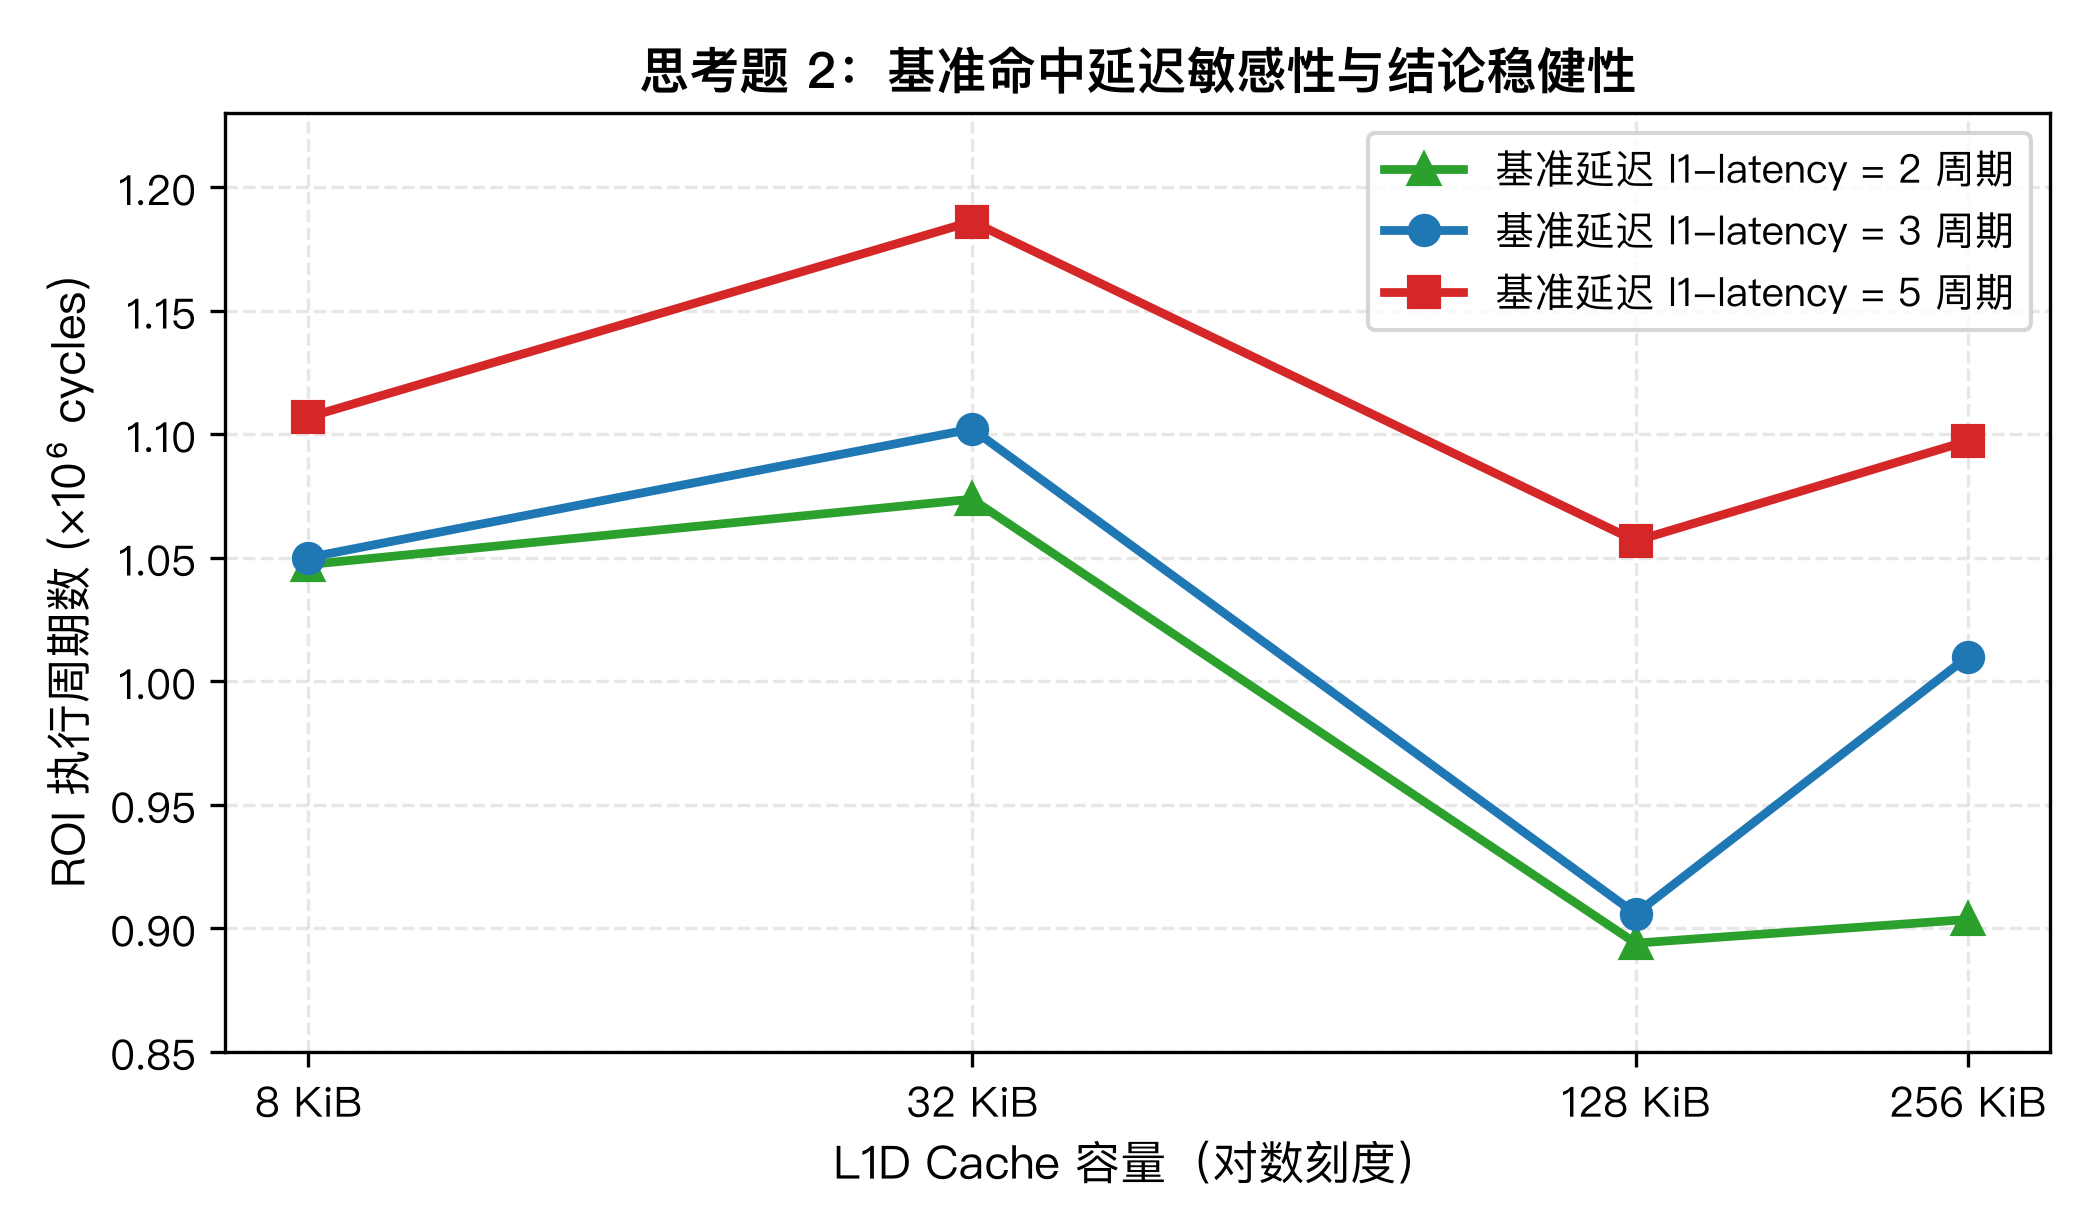 思考题 2：基准命中延迟敏感性与结论稳健性
基准延迟 l1−latency = 2 周期
基准延迟 l1−latency = 3 周期
基准延迟 l1−latency = 5 周期
ROI 执行周期数 (×10⁶ cycles)
1.20
1.15
1.10
1.05
1.00
0.95
0.90
0.85
8 KiB
32 KiB
128 KiB
256 KiB
L1D Cache 容量（对数刻度）